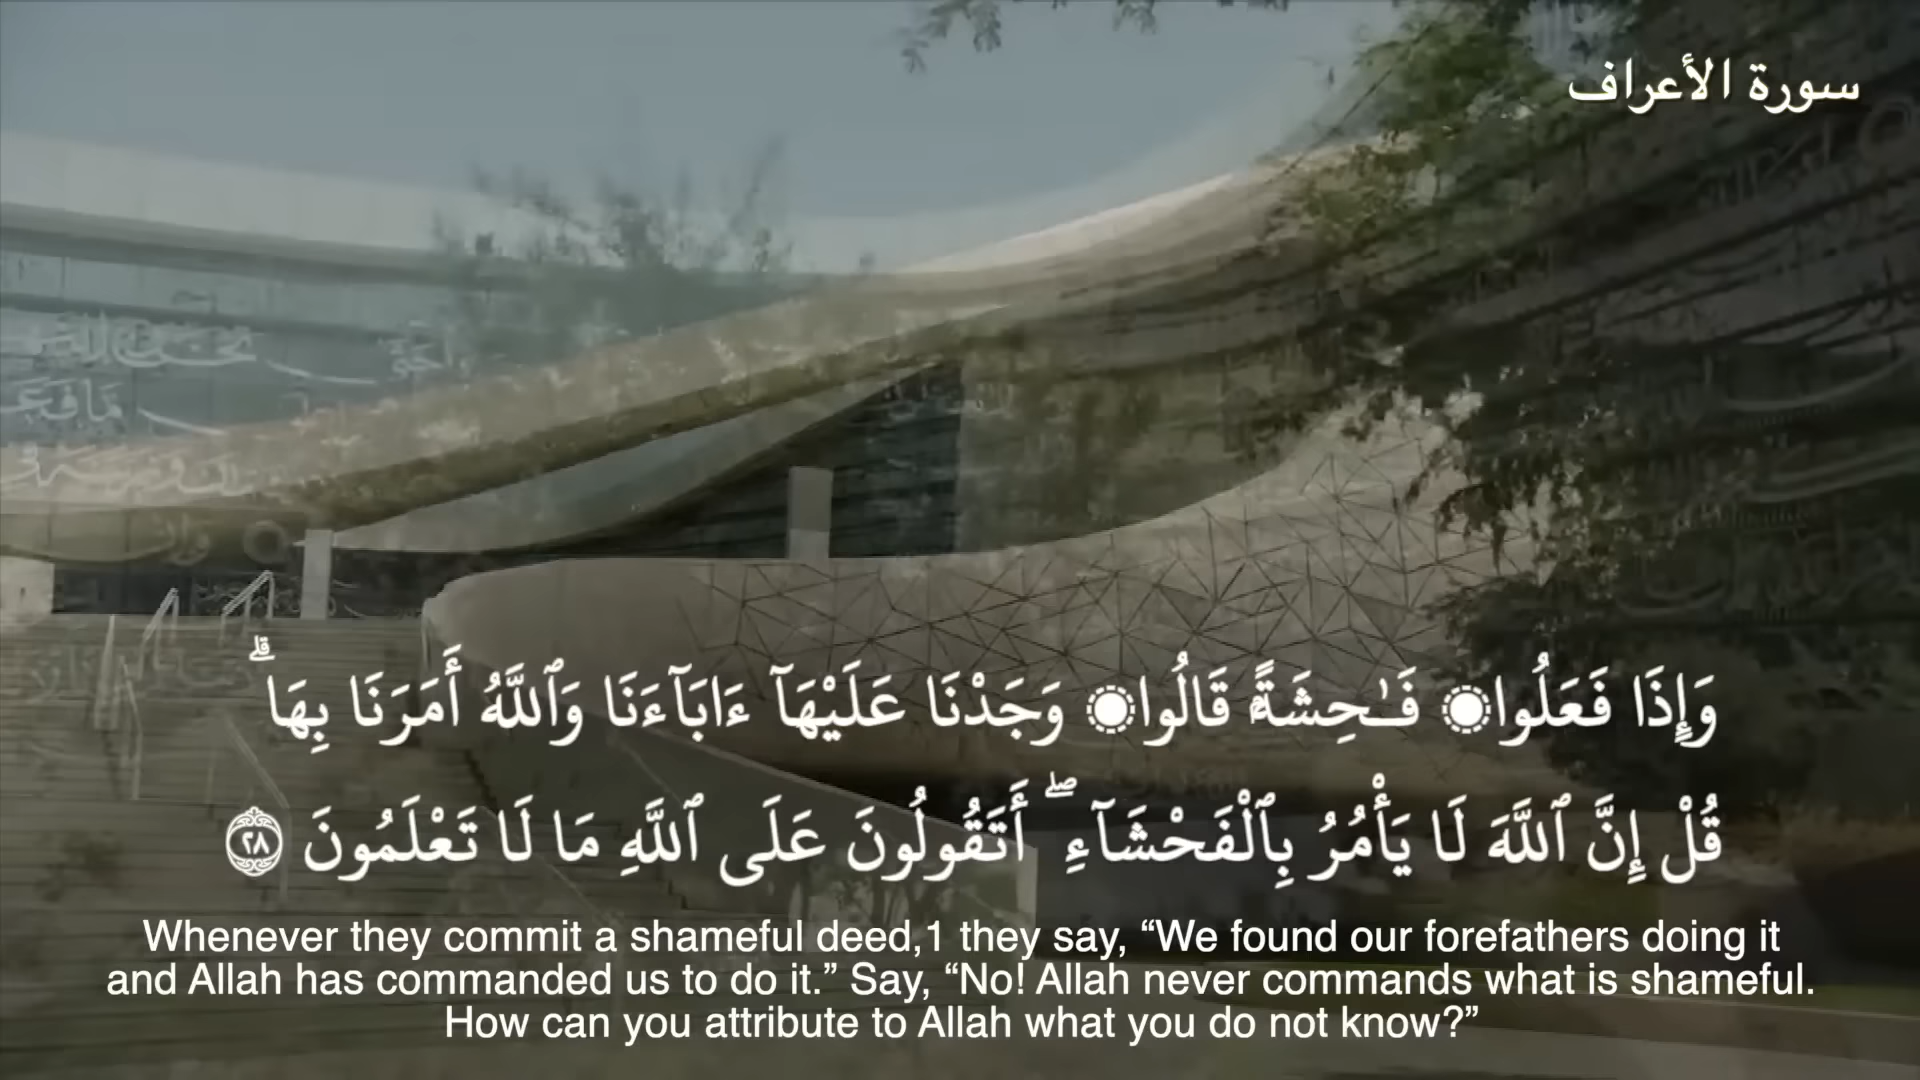 سورة الأعراف
وَإِذَا فَعَلُوا۟ فَـٰحِشَةًۭ قَالُوا۟ وَجَدْنَا عَلَيْهَآ ءَابَآءَنَا وَٱللَّهُ أَمَرَنَا بِهَا ۗ
قُلْ إِنَّ ٱللَّهَ لَا يَأْمُرُ بِٱلْفَحْشَآءِ ۖ أَتَقُولُونَ عَلَى ٱللَّهِ مَا لَا تَعْلَمُونَ ٢٨
Whenever they commit a shameful deed,1 they say, “We found our forefathers doing it
and Allah has commanded us to do it.” Say, “No! Allah never commands what is shameful.
How can you attribute to Allah what you do not know?”